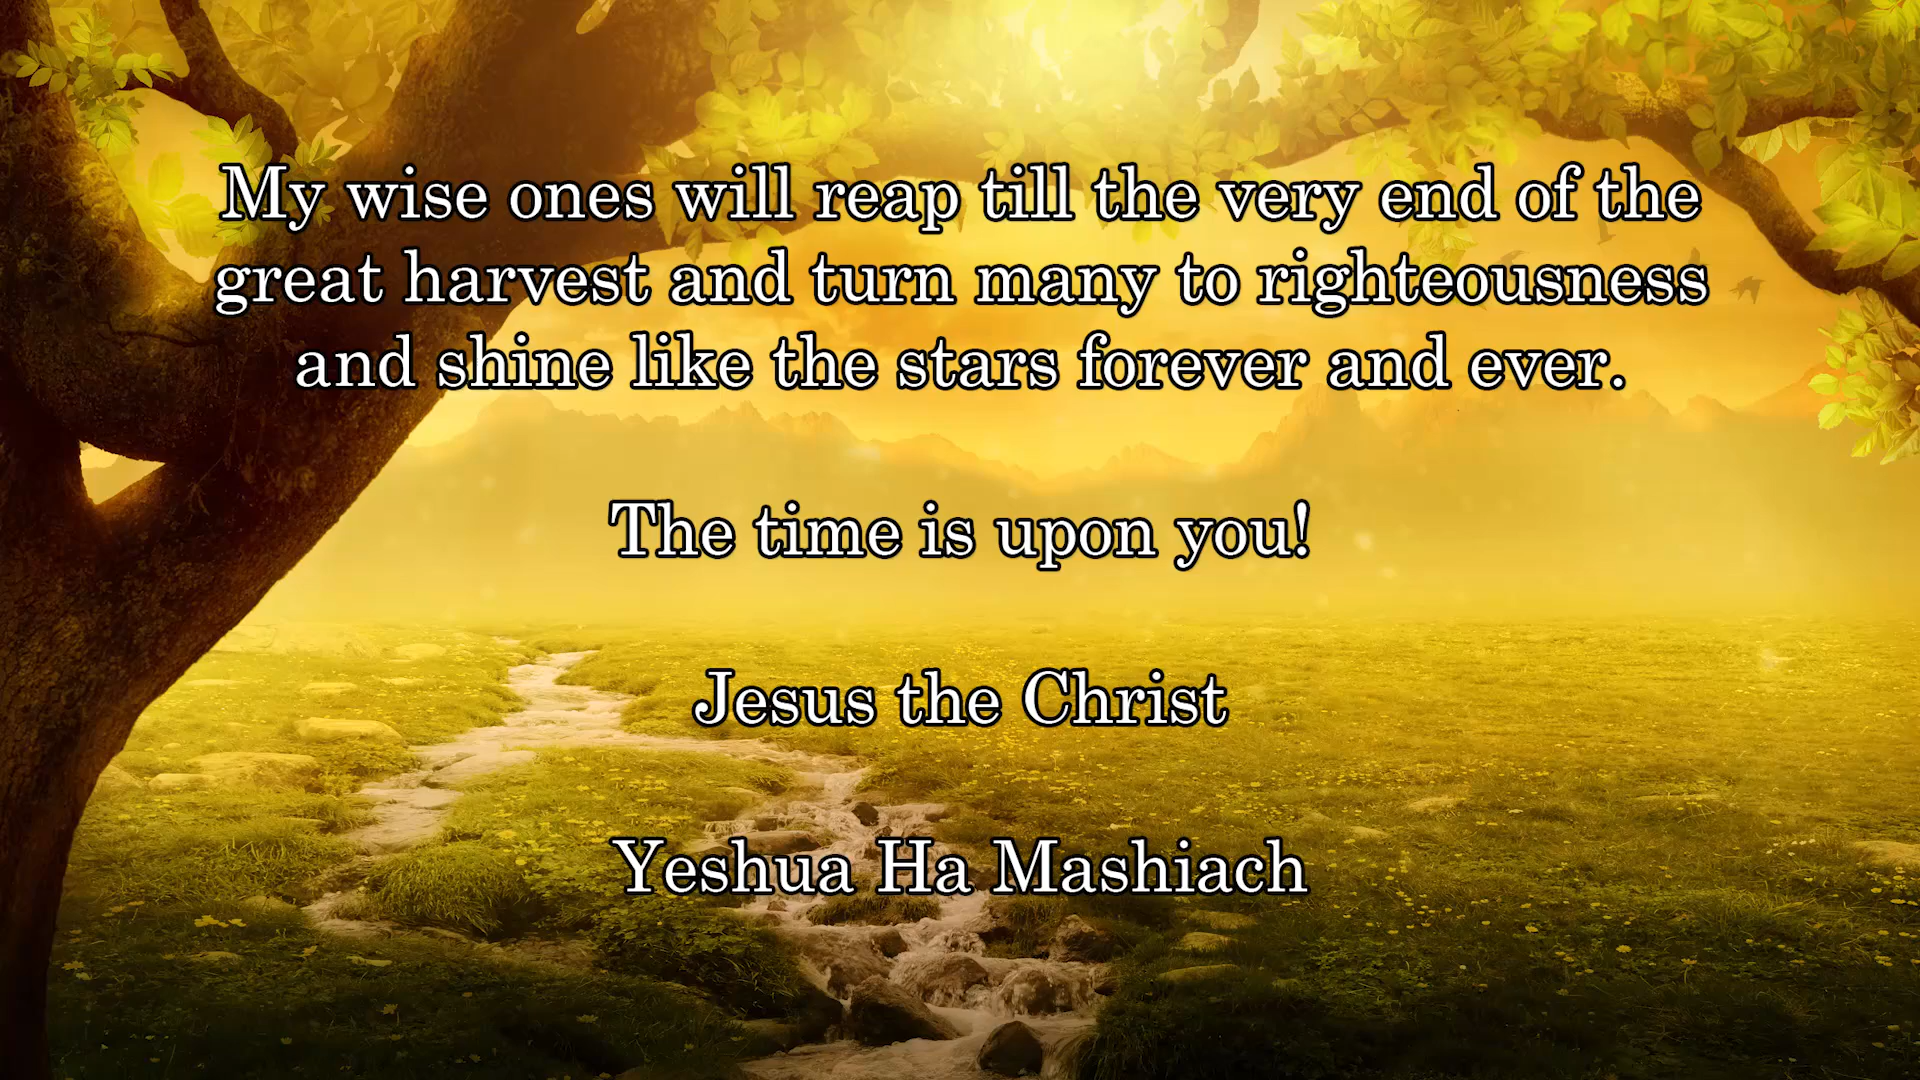 My wise ones will reap till the very end of the
great harvest and turn many to righteousness
and shine like the stars forever and ever.
The time is upon you!
Jesus the Christ
Yeshua Ha Mashiach